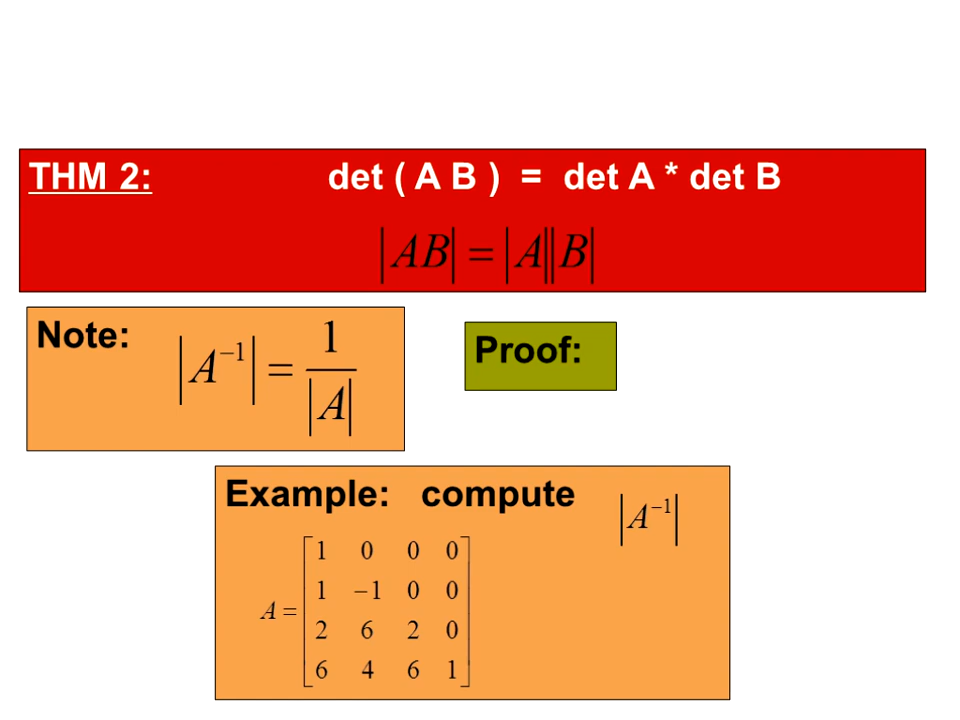 THM 2: det ( A B ) = det A * det B
|AB| = |A||B|
Note: |A⁻¹| = 1/|A|
Proof:
Example: compute |A⁻¹|
A = [1 0 0 0
1 −1 0 0
2 6 2 0
6 4 6 1]